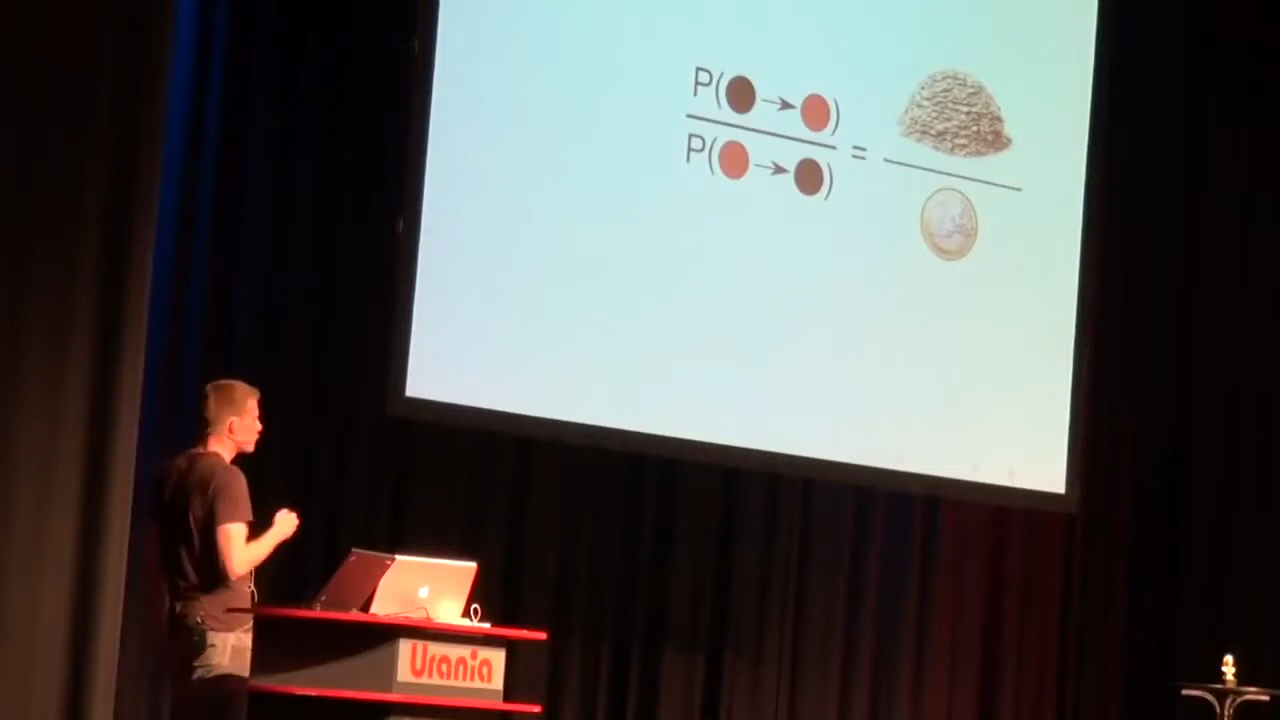 P(●→●)
P(●→●)
=
Urania